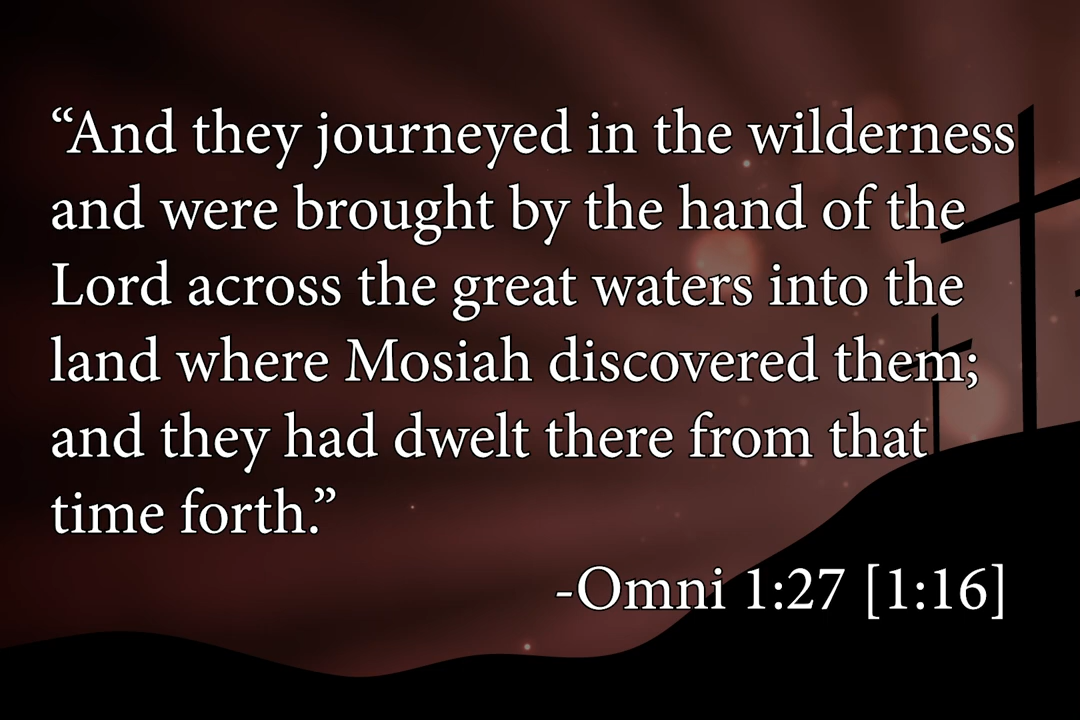 “And they journeyed in the wilderness
and were brought by the hand of the
Lord across the great waters into the
land where Mosiah discovered them;
and they had dwelt there from that
time forth.”
-Omni 1:27 [1:16]